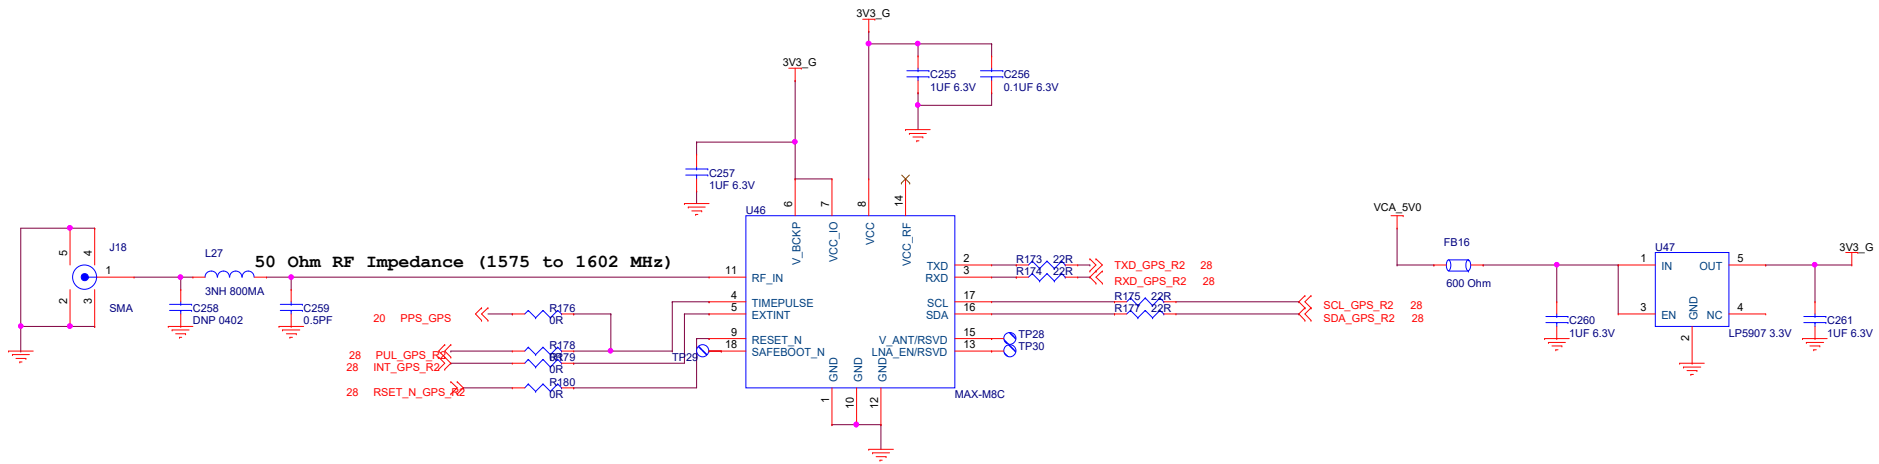 3V3_G
3V3_G
C255
1UF 6.3V
C256
0.1UF 6.3V
C257
1UF 6.3V
6
7
8
14
U46
V_BCKP
VCC_IO
VCC
VCC_RF
VCA_5V0
FB16
600 Ohm
U47
3V3_G
J18
5
4
1
2
3
SMA
L27
3NH 800MA
50 Ohm RF Impedance (1575 to 1602 MHz)
C258
DNP 0402
C259
0.5PF
11
RF_IN
4
TIMEPULSE
5
EXTINT
9
RESET_N
18
SAFEBOOT_N
TXD
2
R173
22R
TXD_GPS_R2
28
RXD
3
R174
22R
RXD_GPS_R2
28
SCL
17
R175
22R
SCL_GPS_R2
28
SDA
16
R177
22R
SDA_GPS_R2
28
V_ANT/RSVD
15
TP28
LNA_EN/RSVD
13
TP30
20
PPS_GPS
R176
0R
28
PUL_GPS_R2
R178
0R
28
INT_GPS_R2
R179
0R
28
RSET_N_GPS_R2
R180
0R
TP29
GND
GND
GND
1
10
12
MAX-M8C
1
IN
OUT
5
3
EN
GND
NC
4
2
LP5907 3.3V
C260
1UF 6.3V
C261
1UF 6.3V